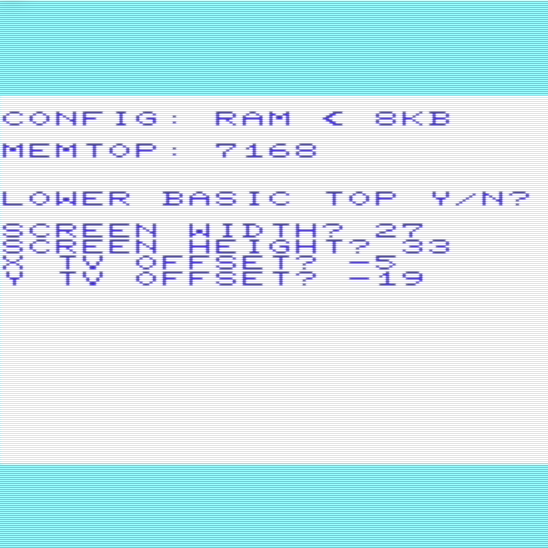 CONFIG: RAM < 8KB
MEMTOP: 7168
LOWER BASIC TOP Y/N?
SCREEN WIDTH? 27
SCREEN HEIGHT? 33
X TV OFFSET? -5
Y TV OFFSET? -19